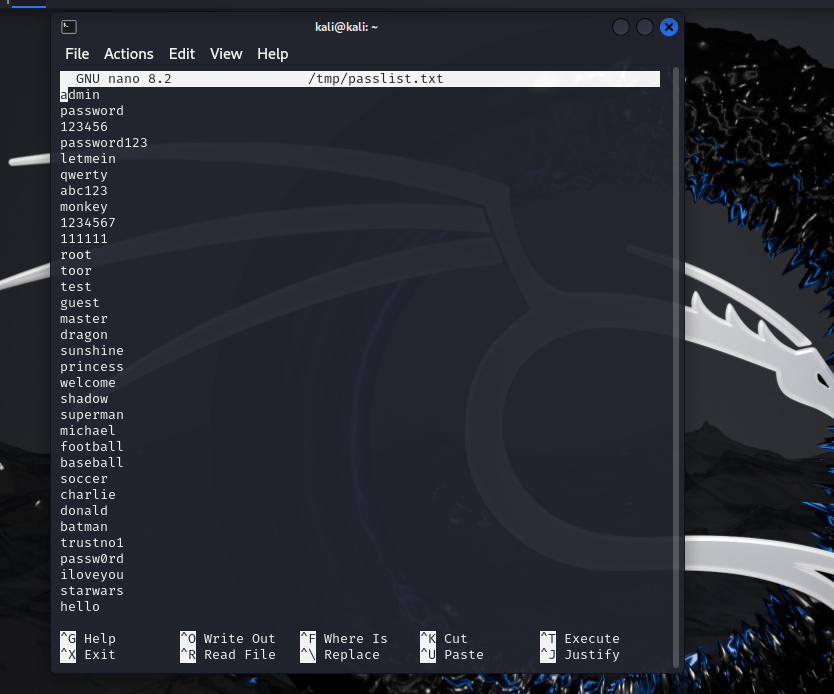 kali@kali: ~
File Actions Edit View Help
GNU nano 8.2 /tmp/passlist.txt
admin
password
123456
password123
letmein
qwerty
abc123
monkey
1234567
111111
root
toor
test
guest
master
dragon
sunshine
princess
welcome
shadow
superman
michael
football
baseball
soccer
charlie
donald
batman
trustno1
passw0rd
iloveyou
starwars
hello
^G Help ^O Write Out ^F Where Is ^K Cut ^T Execute
^X Exit ^R Read File ^\ Replace ^U Paste ^J Justify